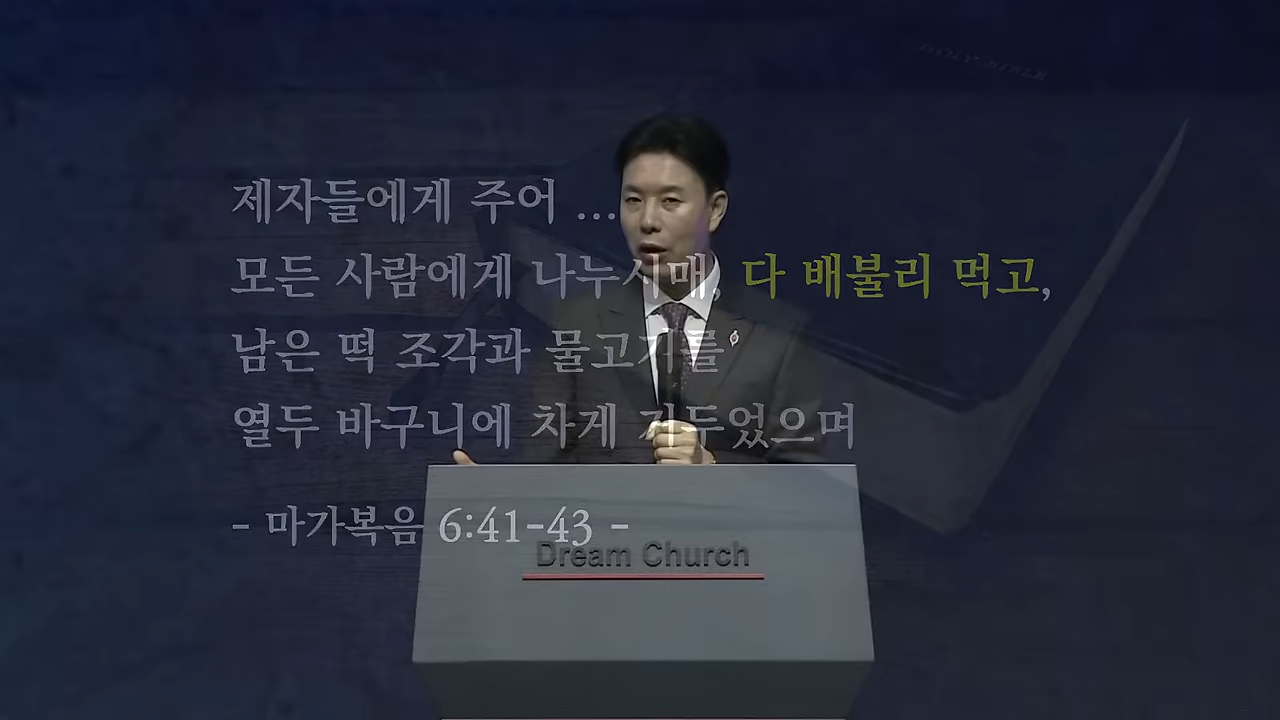 제자들에게 주어 ...
모든 사람에게 나누시매, 다 배불리 먹고,
남은 떡 조각과 물고기를
열두 바구니에 차게 거두었으며
- 마가복음 6:41-43 -
Dream Church